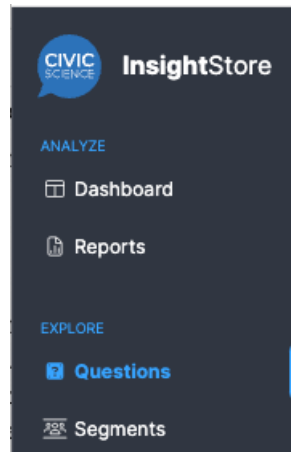 CIVIC
SCIENCE
InsightStore
ANALYZE
Dashboard
Reports
EXPLORE
Questions
Segments